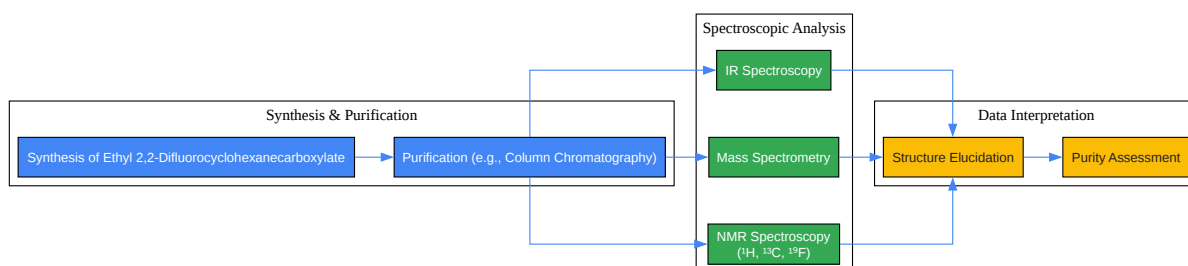 Spectroscopic Analysis
IR Spectroscopy
Synthesis & Purification
Data Interpretation
Synthesis of Ethyl 2,2-Difluorocyclohexanecarboxylate
Purification (e.g., Column Chromatography)
Mass Spectrometry
Structure Elucidation
Purity Assessment
NMR Spectroscopy
(¹H, ¹³C, ¹⁹F)